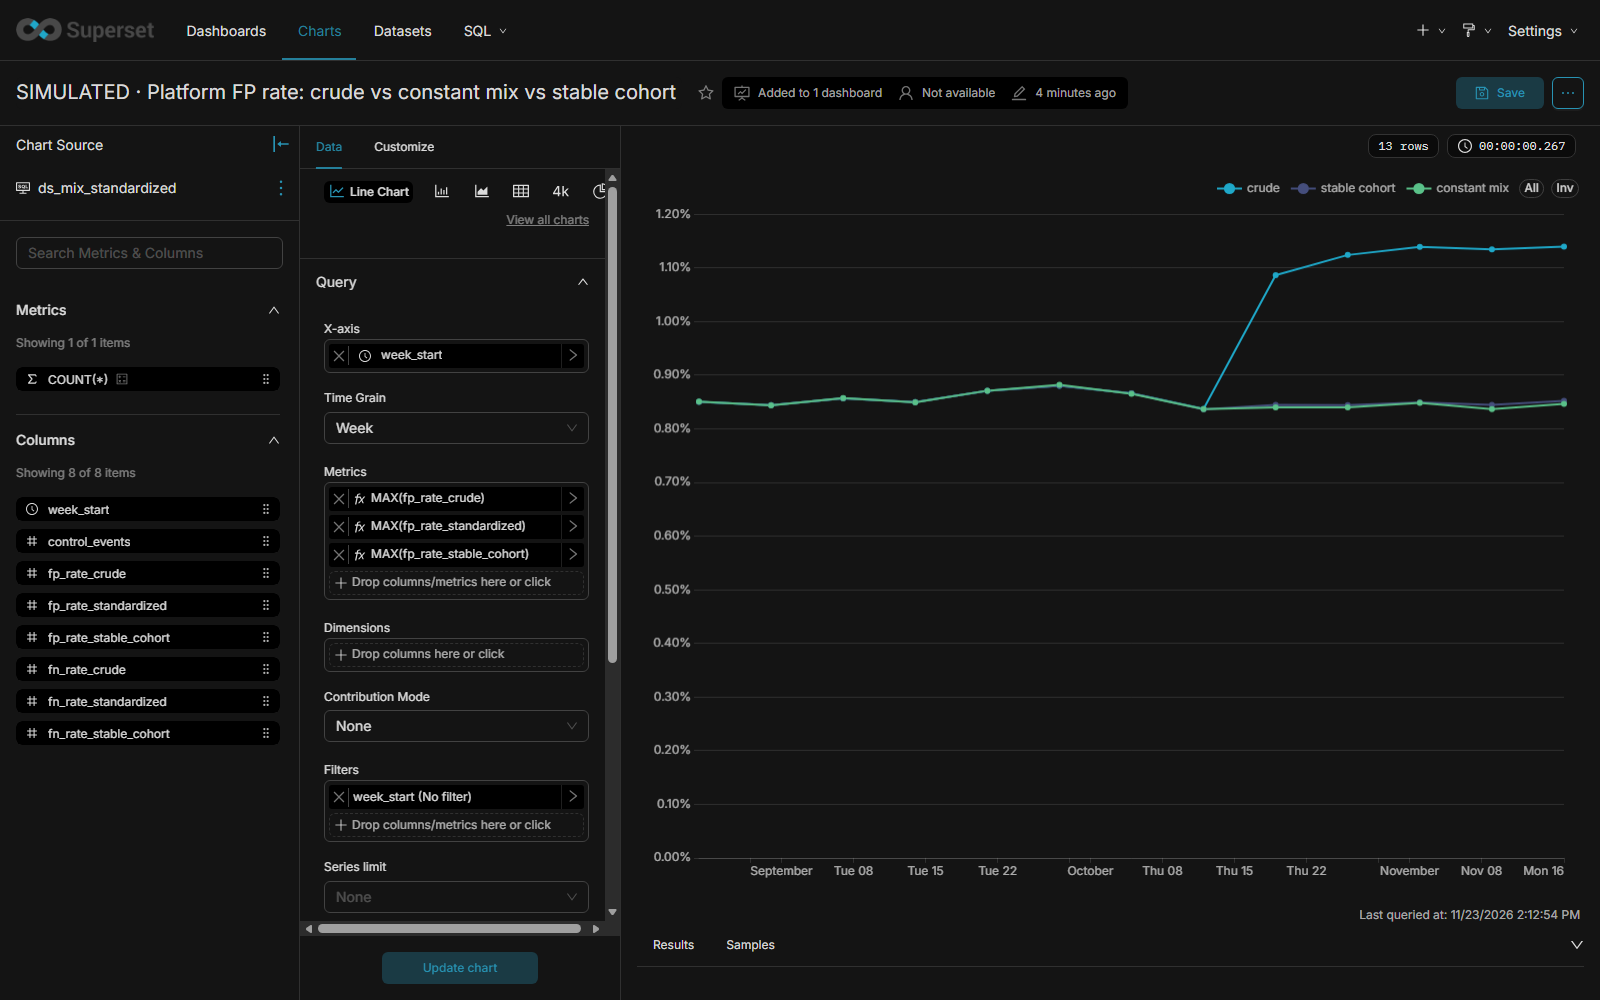 Superset
Dashboards
Charts
Datasets
SQL
Settings
SIMULATED · Platform FP rate: crude vs constant mix vs stable cohort
Added to 1 dashboard
Not available
4 minutes ago
Save
Chart Source
ds_mix_standardized
Search Metrics & Columns
Metrics
Showing 1 of 1 items
COUNT(*)
Columns
Showing 8 of 8 items
week_start
control_events
fp_rate_crude
fp_rate_standardized
fp_rate_stable_cohort
fn_rate_crude
fn_rate_standardized
fn_rate_stable_cohort
Data
Customize
Line Chart
4k
View all charts
Query
X-axis
week_start
Time Grain
Week
Metrics
fx MAX(fp_rate_crude)
fx MAX(fp_rate_standardized)
fx MAX(fp_rate_stable_cohort)
Drop columns/metrics here or click
Dimensions
Drop columns here or click
Contribution Mode
None
Filters
week_start (No filter)
Drop columns/metrics here or click
Series limit
None
Update chart
13 rows
00:00:00.267
crude
stable cohort
constant mix
All
Inv
1.20%
1.10%
1.00%
0.90%
0.80%
0.70%
0.60%
0.50%
0.40%
0.30%
0.20%
0.10%
0.00%
September
Tue 08
Tue 15
Tue 22
October
Thu 08
Thu 15
Thu 22
November
Nov 08
Mon 16
Last queried at: 11/23/2026 2:12:54 PM
Results
Samples